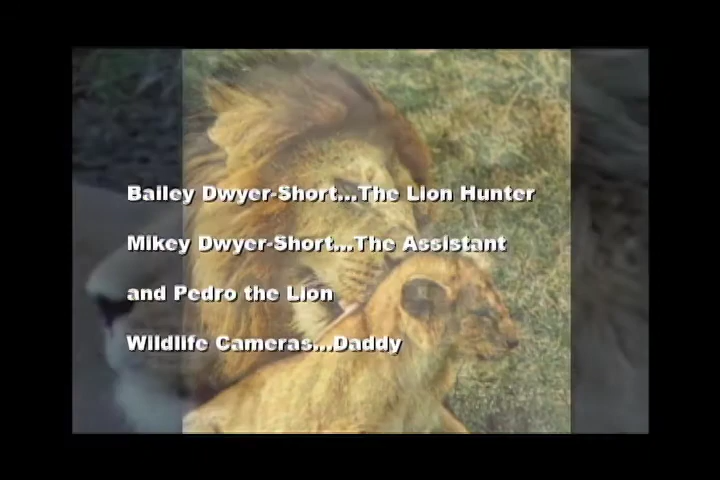 Bailey Dwyer-Short...The Lion Hunter
Mikey Dwyer-Short...The Assistant
and Pedro the Lion
Wildlife Cameras...Daddy